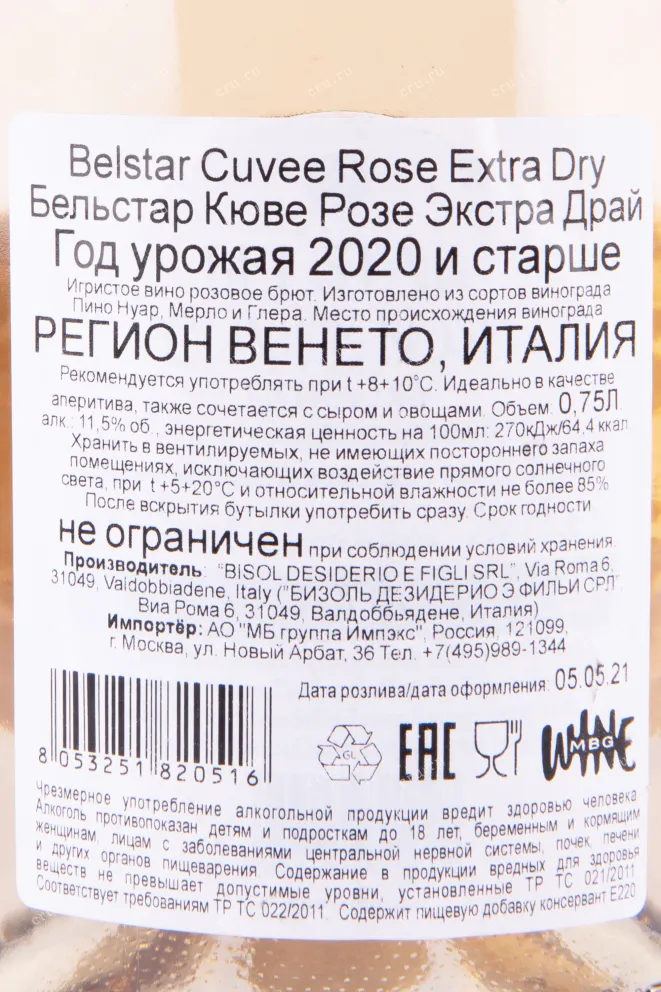 Belstar Cuvee Rose Extra Dry
Бельстар Кюве Розе Экстра Драй
Год урожая 2020 и старше
Игристое вино розовое брют. Изготовлено из сортов винограда
Пино Нуар, Мерло и Глера. Место происхождения винограда
РЕГИОН ВЕНЕТО, ИТАЛИЯ
Рекомендуется употреблять при t +8+10°С. Идеально в качестве
аперитива, также сочетается с сыром и овощами. Объем: 0,75Л.
алк.: 11,5% об., энергетическая ценность на 100мл: 270кДж/64,4 ккал.
Хранить в вентилируемых, не имеющих постороннего запаха
помещениях, исключающих воздействие прямого солнечного
света, при t +5+20°С и относительной влажности не более 85%
После вскрытия бутылки употребить сразу. Срок годности
не ограничен при соблюдении условий хранения.
Производитель: "BiSOL DESIDERIO E FIGLI SRL", Via Roma 6,
31049, Vaidobbiadene, Italy ("БИЗОЛЬ ДЕЗИДЕРИО Э ФИЛЬИ СРЛ",
Виа Рома 6, 31049, Валдоббьядене, Италия)
Импортёр: АО "МБ группа Импэкс", Россия, 121099,
г. Москва, ул. Новый Арбат, 36 Тел. +7(495)989-1344
Дата розлива/дата оформления: 05.05.21
8 053251 820516
GL
EAC
WINE
MBG
Чрезмерное употребление алкогольной продукции вредит здоровью человека
Алкоголь противопоказан детям и подросткам до 18 лет, беременным и кормящим
женщинам, лицам с заболеваниями центральной нервной системы, почек, печени
и других органов пищеварения. Содержание в продукции вредных для здоровья
веществ не превышает допустимые уровни, установленные ТР ТС 021/2011.
Соответствует требованиям ТР ТС 022/2011. Содержит пищевую добавку консервант Е220